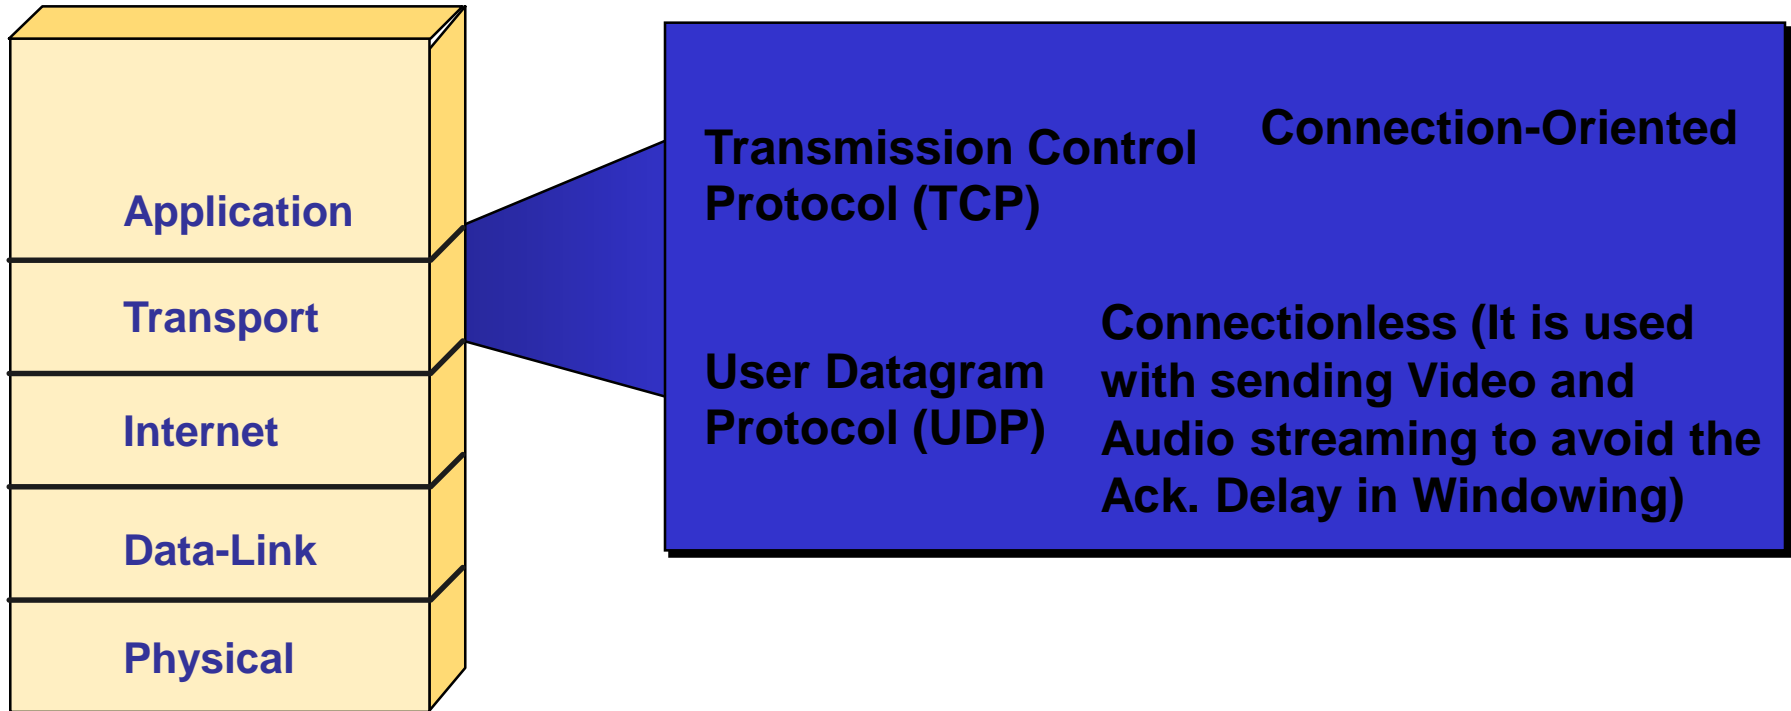 Application
Transport
Internet
Data-Link
Physical
Transmission Control
Protocol (TCP)
Connection-Oriented
User Datagram
Protocol (UDP)
Connectionless (It is used
with sending Video and
Audio streaming to avoid the
Ack. Delay in Windowing)